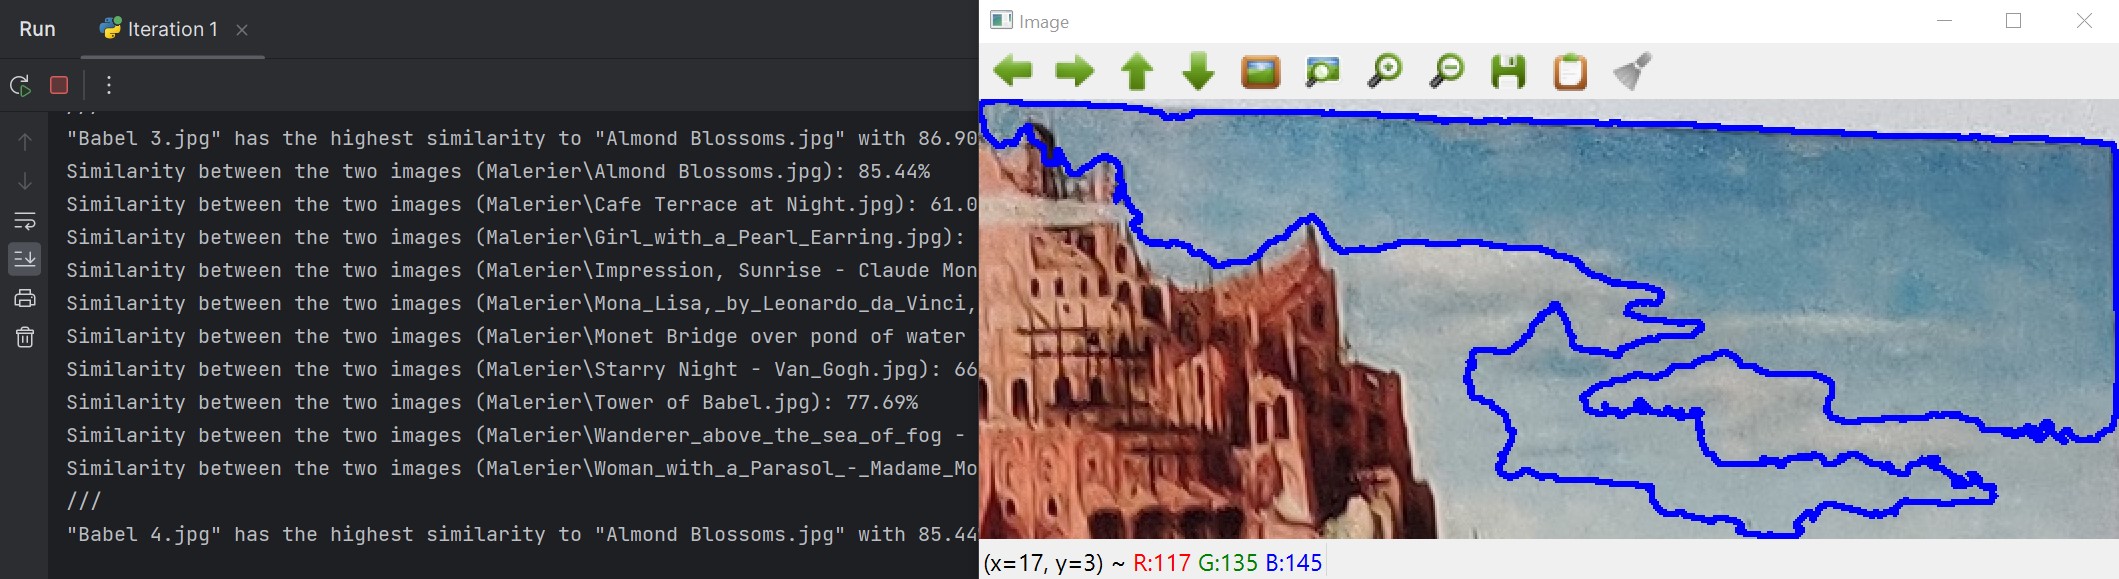 Run Iteration 1
///
"Babel 3.jpg" has the highest similarity to "Almond Blossoms.jpg" with 86.90
Similarity between the two images (Malerier\Almond Blossoms.jpg): 85.44%
Similarity between the two images (Malerier\Cafe Terrace at Night.jpg): 61.0
Similarity between the two images (Malerier\Girl_with_a_Pearl_Earring.jpg):
Similarity between the two images (Malerier\Impression, Sunrise - Claude Mon
Similarity between the two images (Malerier\Mona_Lisa,_by_Leonardo_da_Vinci,
Similarity between the two images (Malerier\Monet Bridge over pond of water
Similarity between the two images (Malerier\Starry Night - Van_Gogh.jpg): 66
Similarity between the two images (Malerier\Tower of Babel.jpg): 77.69%
Similarity between the two images (Malerier\Wanderer_above_the_sea_of_fog -
Similarity between the two images (Malerier\Woman_with_a_Parasol_-_Madame_Mo
///
"Babel 4.jpg" has the highest similarity to "Almond Blossoms.jpg" with 85.44
Image
(x=17, y=3) ~ R:117 G:135 B:145